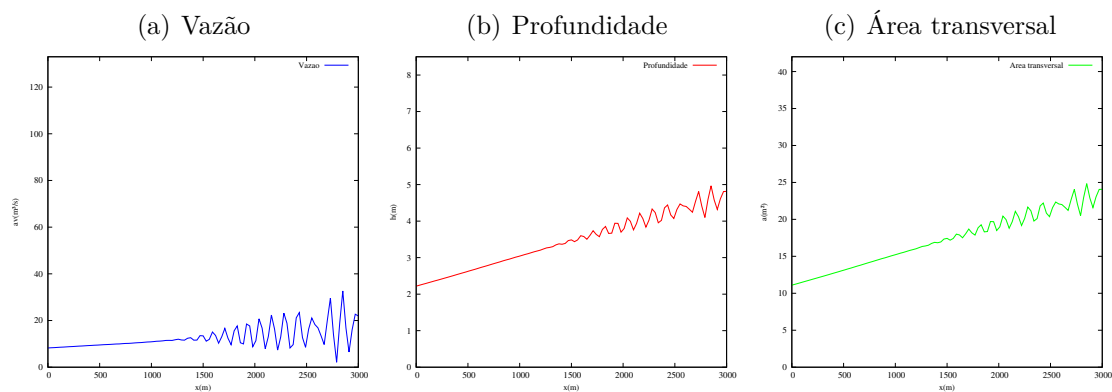 (a) Vazão
(b) Profundidade
(c) Área transversal
Vazao
120
100
80
60
40
20
0
av(m³/s)
0 500 1000 1500 2000 2500 3000
x(m)
Profundidade
8
7
6
5
4
3
2
1
0
h(m)
0 500 1000 1500 2000 2500 3000
x(m)
Area transversal
40
35
30
25
20
15
10
5
0
a(m²)
0 500 1000 1500 2000 2500 3000
x(m)